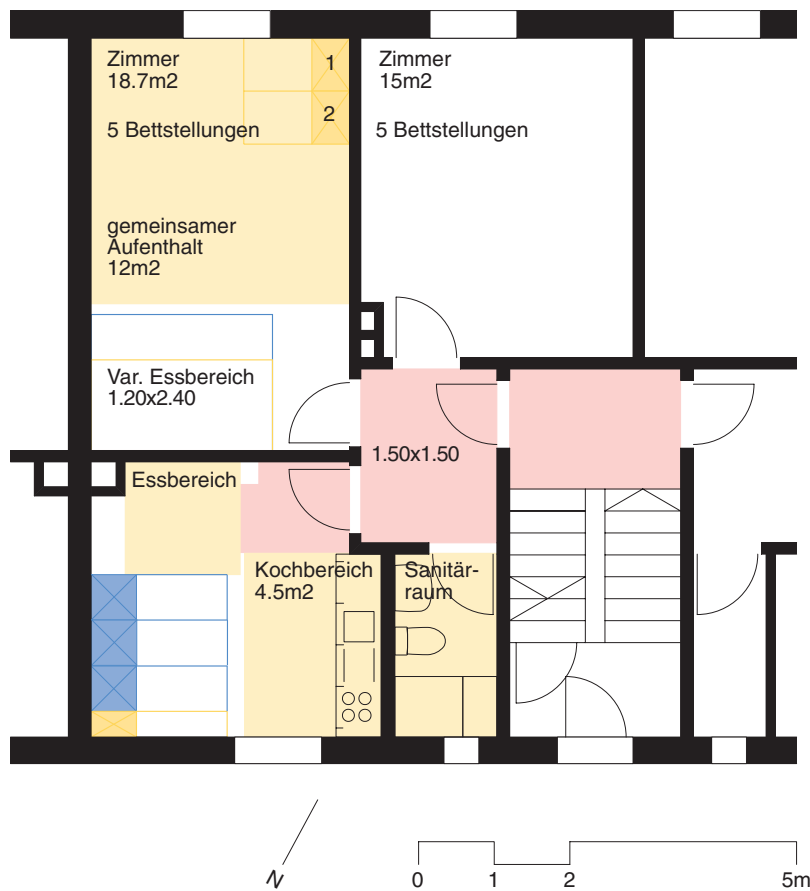 Zimmer
18.7m2
1
2
5 Bettstellungen
Zimmer
15m2
5 Bettstellungen
gemeinsamer
Aufenthalt
12m2
Var. Essbereich
1.20x2.40
1.50x1.50
Essbereich
Kochbereich
4.5m2
Sanitär-
raum
N
0 1 2 5m